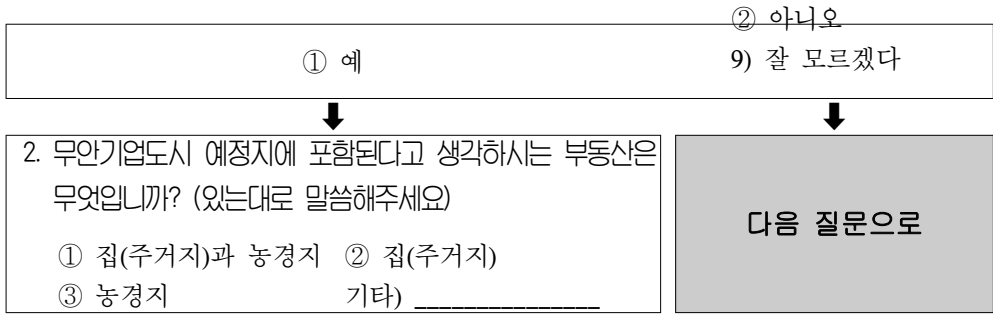 ② 아니오
① 예
9) 잘 모르겠다
2. 무안기업도시 예정지에 포함된다고 생각하시는 부동산은
무엇입니까? (있는대로 말씀해주세요)
① 집(주거지)과 농경지 ② 집(주거지)
③ 농경지 기타) _______________
다음 질문으로